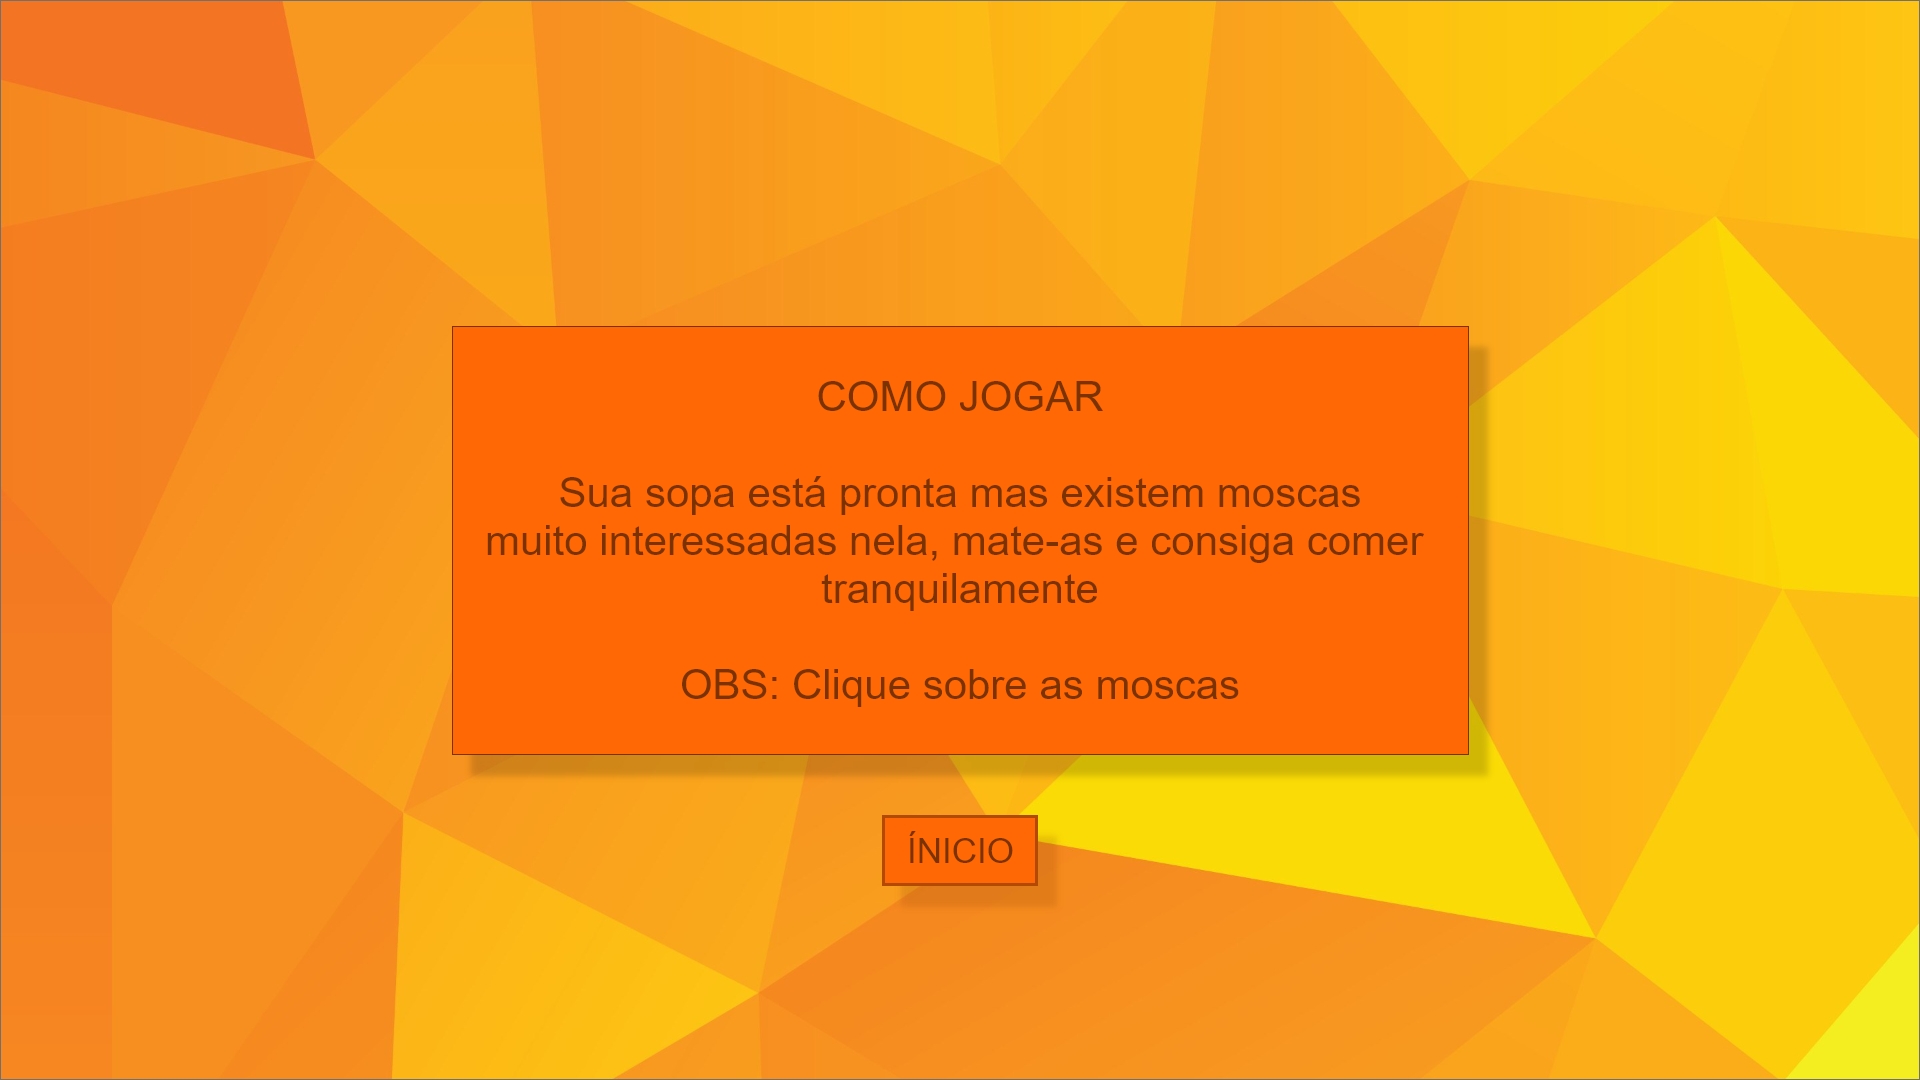 COMO JOGAR
Sua sopa está pronta mas existem moscas
muito interessadas nela, mate-as e consiga comer
tranquilamente
OBS: Clique sobre as moscas
ÍNICIO